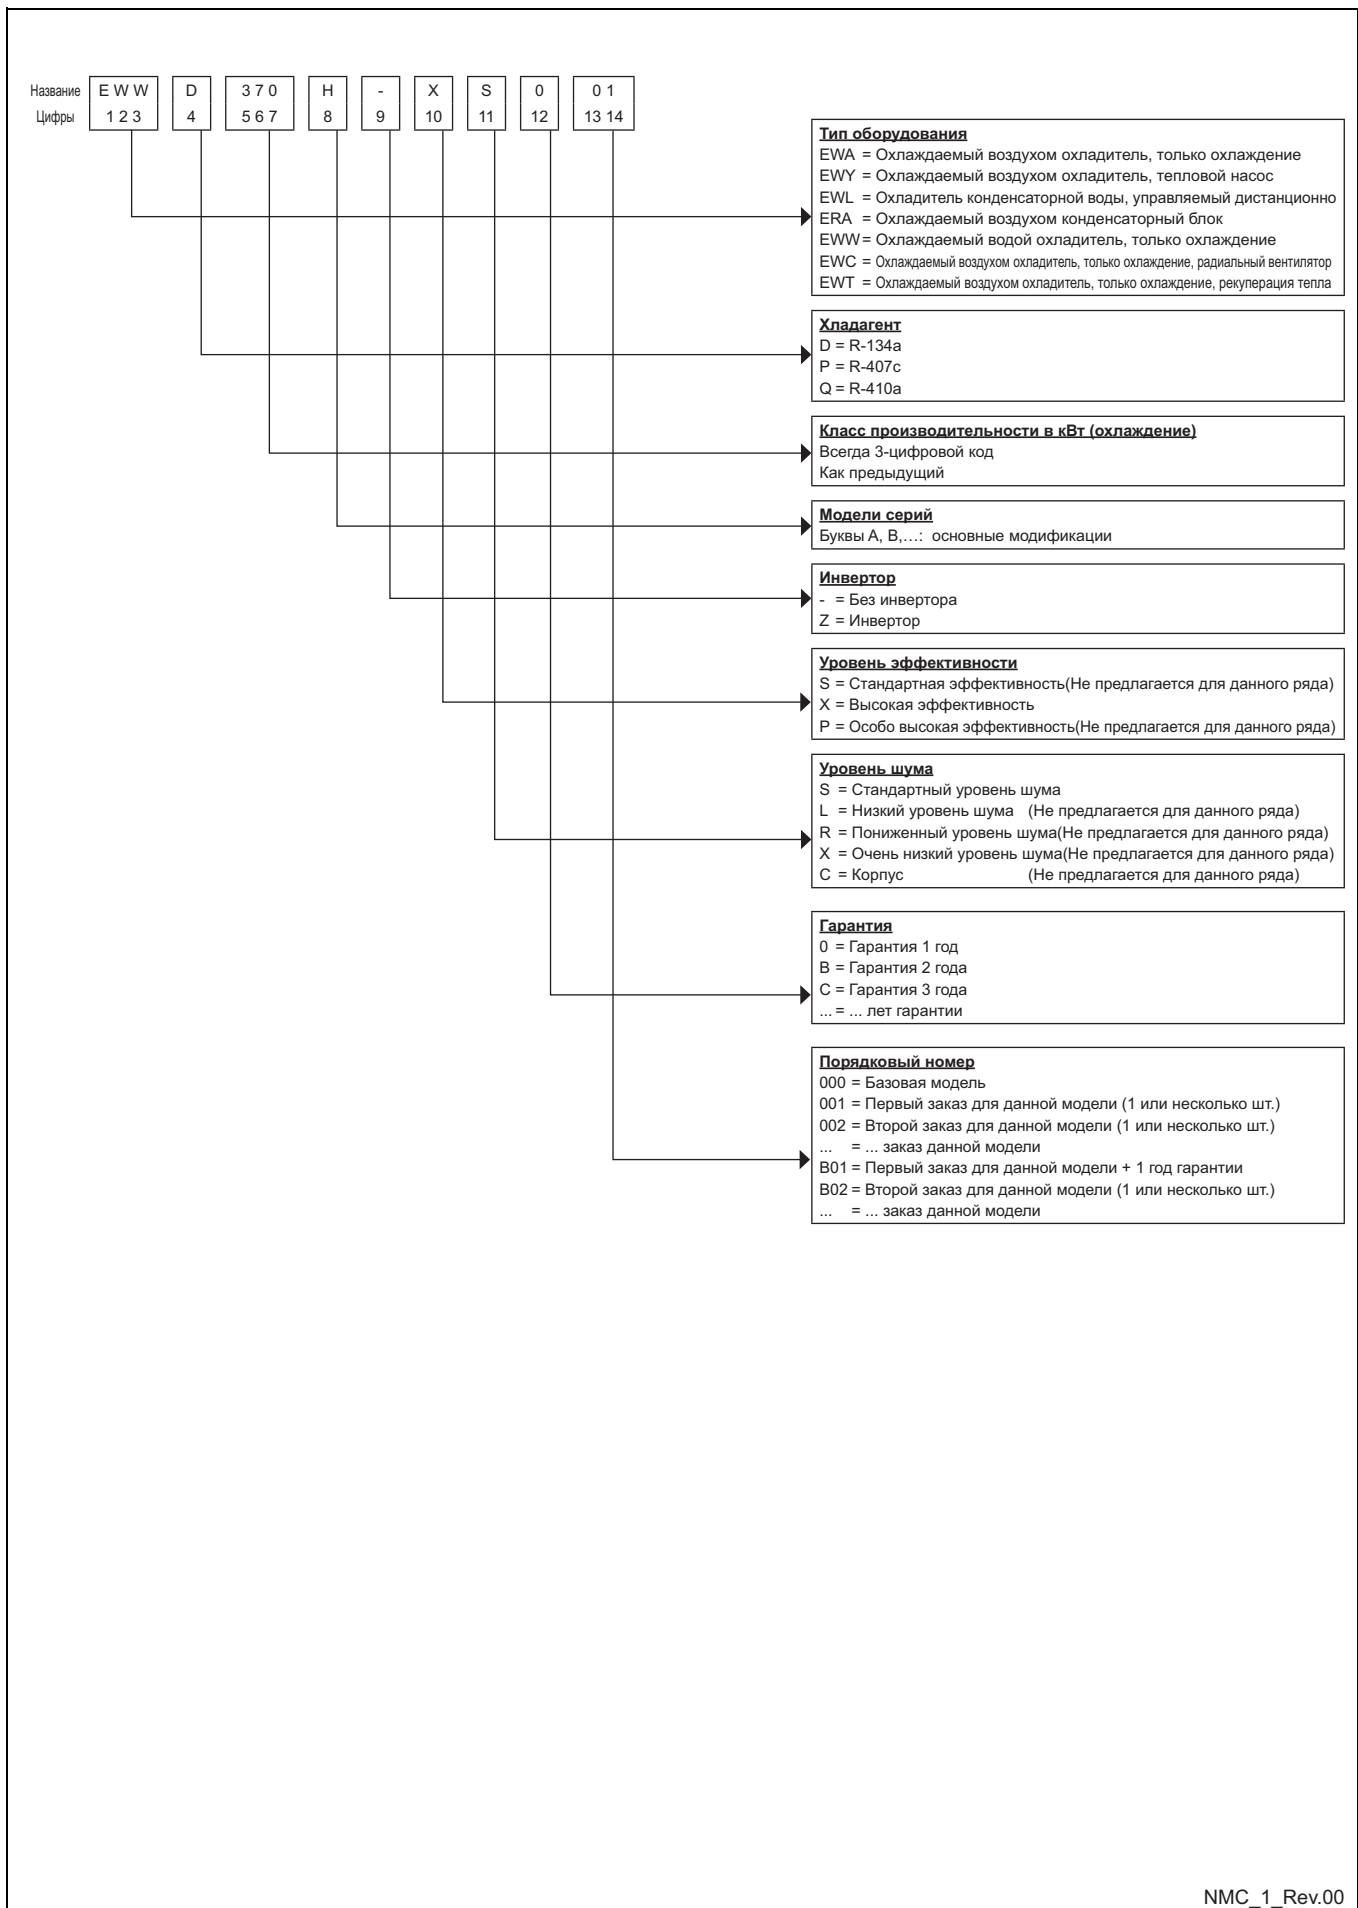 Название E W W D 3 7 0 H - X S 0 0 1
Цифры 1 2 3 4 5 6 7 8 9 10 11 12 13 14
Тип оборудования
EWA = Охлаждаемый воздухом охладитель, только охлаждение
EWY = Охлаждаемый воздухом охладитель, тепловой насос
EWL = Охладитель конденсаторной воды, управляемый дистанционно
ERA = Охлаждаемый воздухом конденсаторный блок
EWW = Охлаждаемый водой охладитель, только охлаждение
EWC = Охлаждаемый воздухом охладитель, только охлаждение, радиальный вентилятор
EWT = Охлаждаемый воздухом охладитель, только охлаждение, рекуперация тепла
Хладагент
D = R-134a
P = R-407c
Q = R-410a
Класс производительности в кВт (охлаждение)
Всегда 3-цифровой код
Как предыдущий
Модели серий
Буквы A, B,…: основные модификации
Инвертор
- = Без инвертора
Z = Инвертор
Уровень эффективности
S = Стандартная эффективность(Не предлагается для данного ряда)
X = Высокая эффективность
P = Особо высокая эффективность(Не предлагается для данного ряда)
Уровень шума
S = Стандартный уровень шума
L = Низкий уровень шума (Не предлагается для данного ряда)
R = Пониженный уровень шума(Не предлагается для данного ряда)
X = Очень низкий уровень шума(Не предлагается для данного ряда)
C = Корпус (Не предлагается для данного ряда)
Гарантия
0 = Гарантия 1 год
B = Гарантия 2 года
C = Гарантия 3 года
... = ... лет гарантии
Порядковый номер
000 = Базовая модель
001 = Первый заказ для данной модели (1 или несколько шт.)
002 = Второй заказ для данной модели (1 или несколько шт.)
... = ... заказ данной модели
B01 = Первый заказ для данной модели + 1 год гарантии
B02 = Второй заказ для данной модели (1 или несколько шт.)
... = ... заказ данной модели
NMC_1_Rev.00